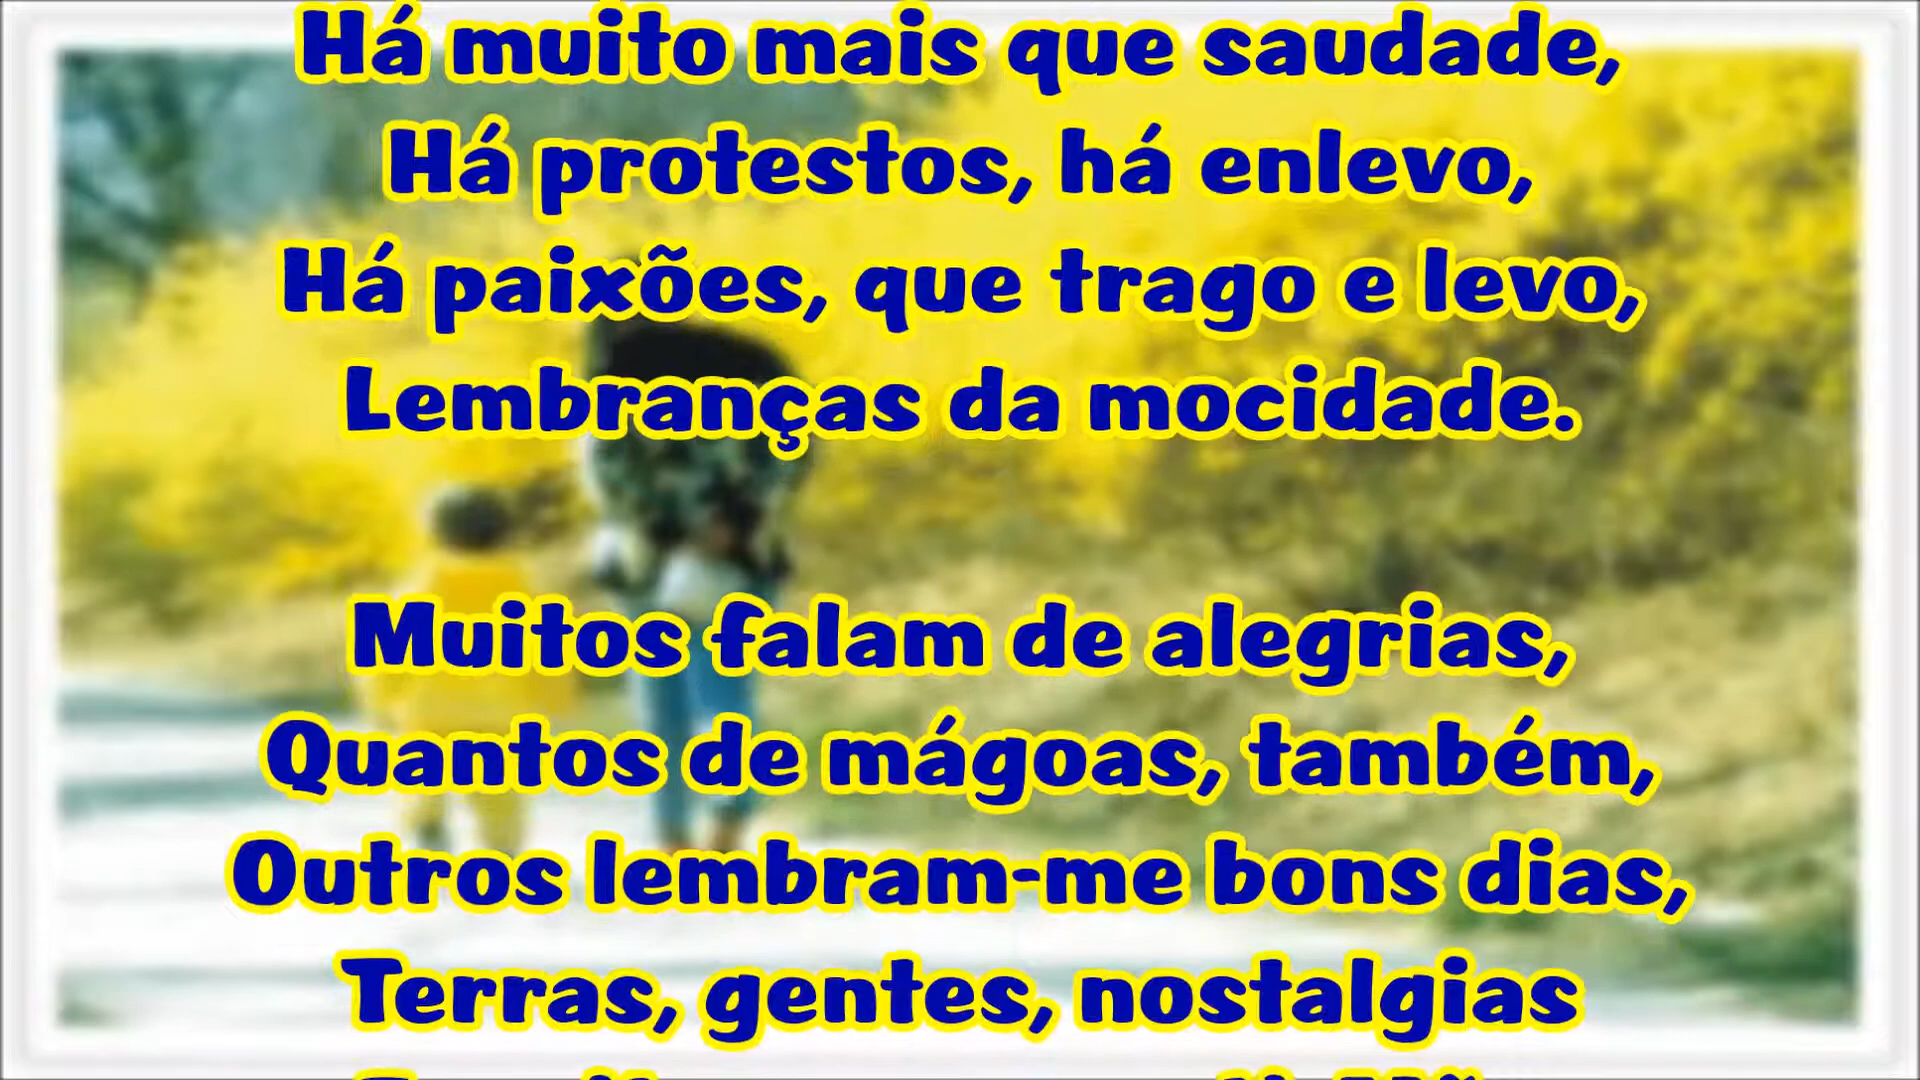 Há muito mais que saudade,
Há protestos, há enlevo,
Há paixões, que trago e levo,
Lembranças da mocidade.
Muitos falam de alegrias,
Quantos de mágoas, também,
Outros lembram-me bons dias,
Terras, gentes, nostalgias